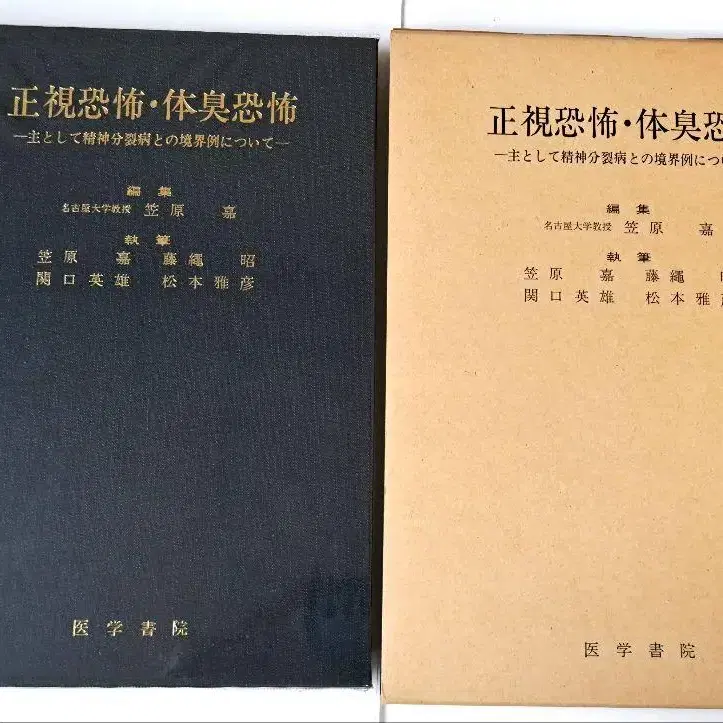 正視恐怖・体臭恐怖
―主として精神分裂病との境界例について―
編集
名古屋大学教授 笠原 嘉
執筆
笠原 嘉 藤縄 昭
関口英雄 松本雅彦
医学書院
正視恐怖・体臭恐
―主として精神分裂病との境界例につい
編集
名古屋大学教授 笠原 嘉
執筆
笠原 嘉 藤縄
関口英雄 松本雅
医学書院